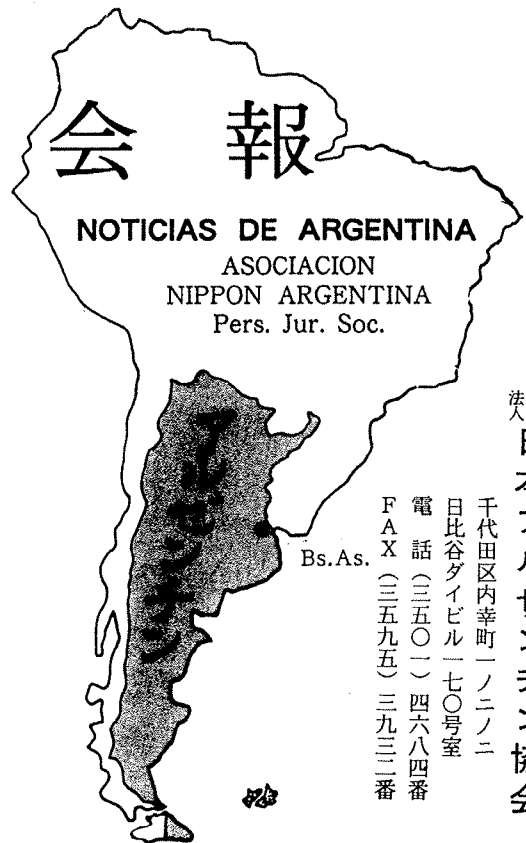 会報
NOTICIAS DE ARGENTINA
ASOCIACION
NIPPON ARGENTINA
Pers. Jur. Soc.
アルゼンチン
Bs.As.
法人 日本アルゼンチン協会
千代田区内幸町一ノ二ノ二
日比谷ダイビル一七〇号室
電話(三五〇一)四六八四番
FAX(三五九五)三九三二番